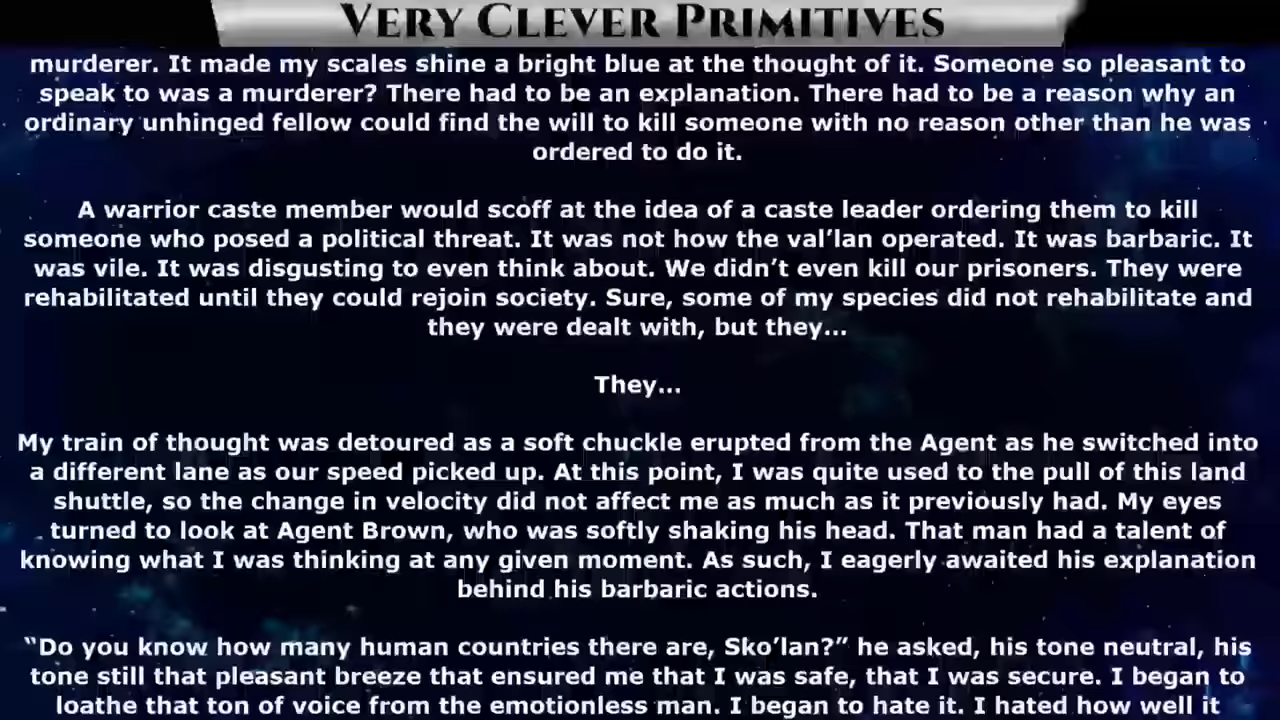 VERY CLEVER PRIMITIVES
murderer. It made my scales shine a bright blue at the thought of it. Someone so pleasant to
speak to was a murderer? There had to be an explanation. There had to be a reason why an
ordinary unhinged fellow could find the will to kill someone with no reason other than he was
ordered to do it.
A warrior caste member would scoff at the idea of a caste leader ordering them to kill
someone who posed a political threat. It was not how the val’lan operated. It was barbaric. It
was vile. It was disgusting to even think about. We didn’t even kill our prisoners. They were
rehabilitated until they could rejoin society. Sure, some of my species did not rehabilitate and
they were dealt with, but they...
They...
My train of thought was detoured as a soft chuckle erupted from the Agent as he switched into
a different lane as our speed picked up. At this point, I was quite used to the pull of this land
shuttle, so the change in velocity did not affect me as much as it previously had. My eyes
turned to look at Agent Brown, who was softly shaking his head. That man had a talent of
knowing what I was thinking at any given moment. As such, I eagerly awaited his explanation
behind his barbaric actions.
“Do you know how many human countries there are, Sko’lan?” he asked, his tone neutral, his
tone still that pleasant breeze that ensured me that I was safe, that I was secure. I began to
loathe that ton of voice from the emotionless man. I began to hate it. I hated how well it